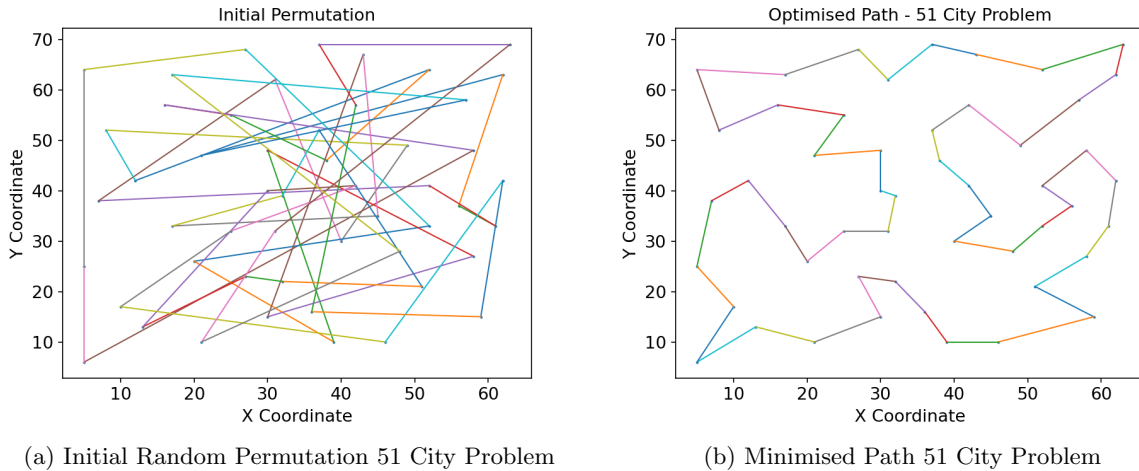 Initial Permutation
70
60
50
40
30
20
10
Y Coordinate
10 20 30 40 50 60
X Coordinate
(a) Initial Random Permutation 51 City Problem
Optimised Path - 51 City Problem
70
60
50
40
30
20
10
Y Coordinate
10 20 30 40 50 60
X Coordinate
(b) Minimised Path 51 City Problem